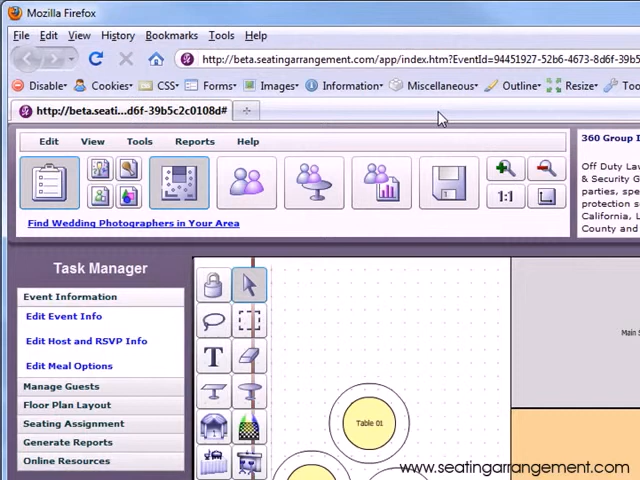 Mozilla Firefox
File Edit View History Bookmarks Tools Help
http://beta.seatingarrangement.com/app/index.htm?EventId=94451927-52b6-4673-8d6f-39b5
Disable Cookies CSS Forms Images Information Miscellaneous Outline Resize Too
http://beta.seati...d6f-39b5c2c0108d#
Edit View Tools Reports Help
360 Group I
Off Duty Law
& Security G
parties, spe
protection s
California, L
County and
1:1
Find Wedding Photographers in Your Area
Task Manager
Event Information
Edit Event Info
Edit Host and RSVP Info
Edit Meal Options
Manage Guests
Floor Plan Layout
Seating Assignment
Generate Reports
Online Resources
T
Main S
Table 01
www.seatingarrangement.com